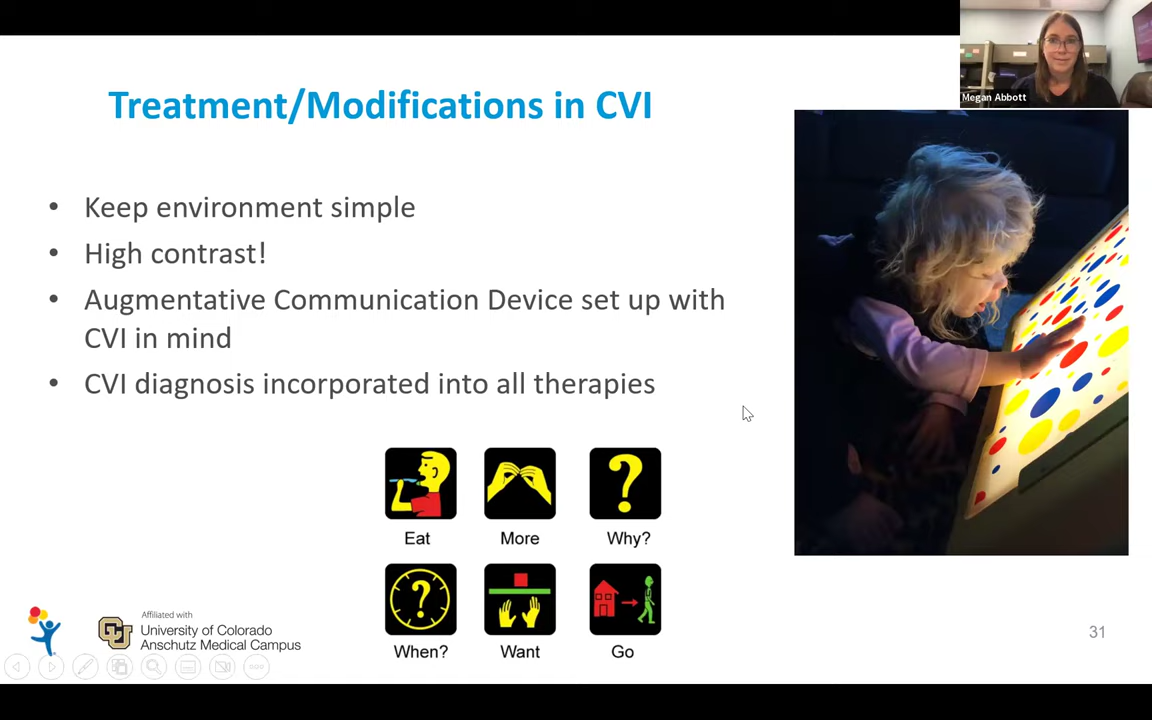 Megan Abbott
Treatment/Modifications in CVI
• Keep environment simple
• High contrast!
• Augmentative Communication Device set up with
CVI in mind
• CVI diagnosis incorporated into all therapies
Eat More Why?
? ?
When? Want Go
Affiliated with
CU University of Colorado
Anschutz Medical Campus
31